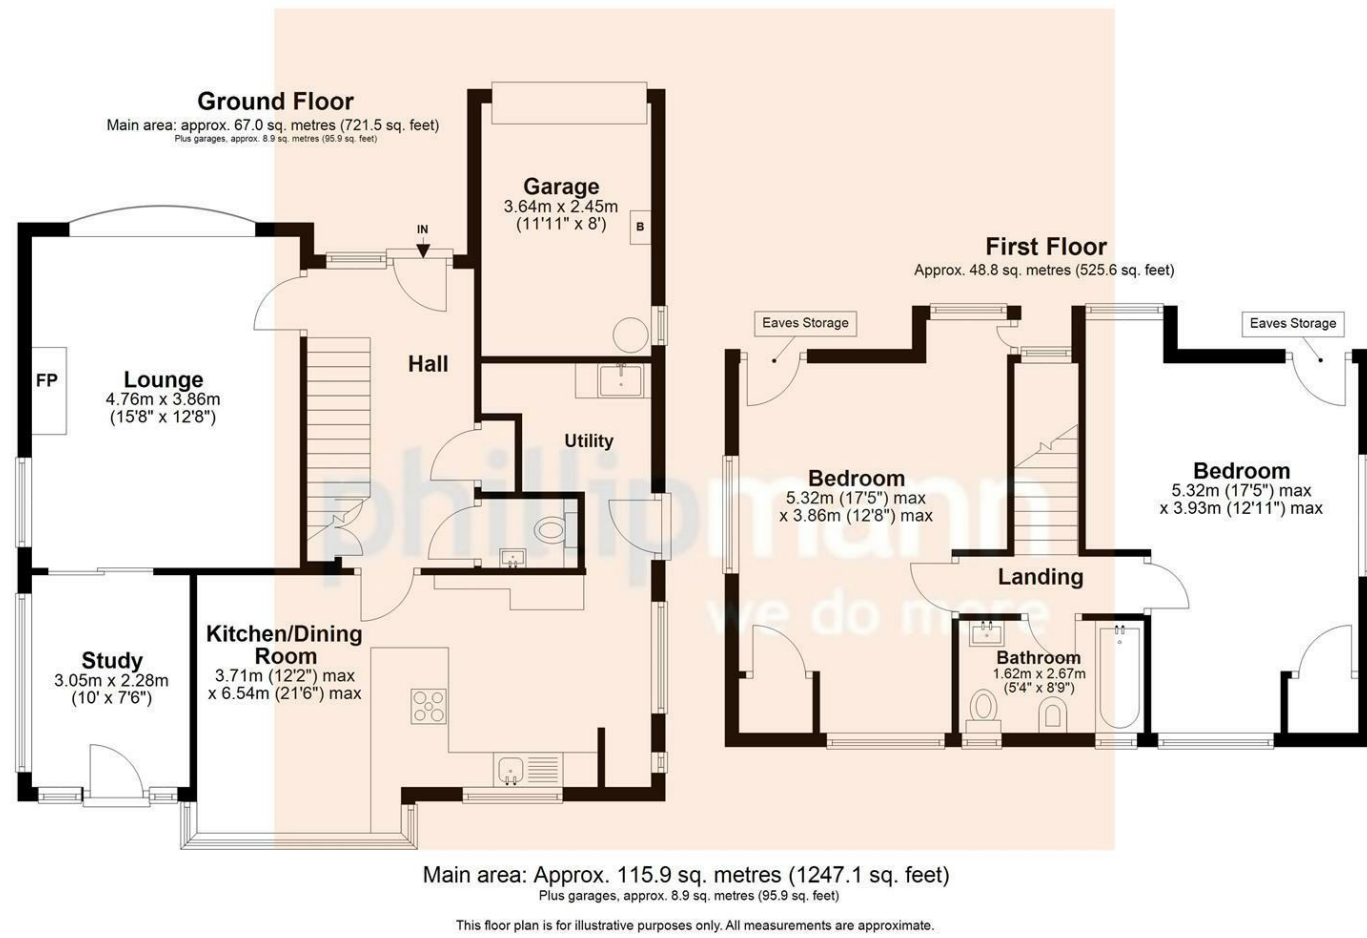 Ground Floor
Main area: approx. 67.0 sq. metres (721.5 sq. feet)
Plus garages, approx. 8.9 sq. metres (95.9 sq. feet)
Garage
3.64m x 2.45m
(11'11" x 8')
B
IN
Hall
FP
Lounge
4.76m x 3.86m
(15'8" x 12'8")
Utility
Kitchen/Dining
Room
3.71m (12'2") max
x 6.54m (21'6") max
Study
3.05m x 2.28m
(10' x 7'6")
First Floor
Approx. 48.8 sq. metres (525.6 sq. feet)
Eaves Storage
Eaves Storage
Bedroom
5.32m (17'5") max
x 3.86m (12'8") max
Bedroom
5.32m (17'5") max
x 3.93m (12'11") max
Landing
Bathroom
1.62m x 2.67m
(5'4" x 8'9")
phillipmann
we do more
Main area: Approx. 115.9 sq. metres (1247.1 sq. feet)
Plus garages, approx. 8.9 sq. metres (95.9 sq. feet)
This floor plan is for illustrative purposes only. All measurements are approximate.